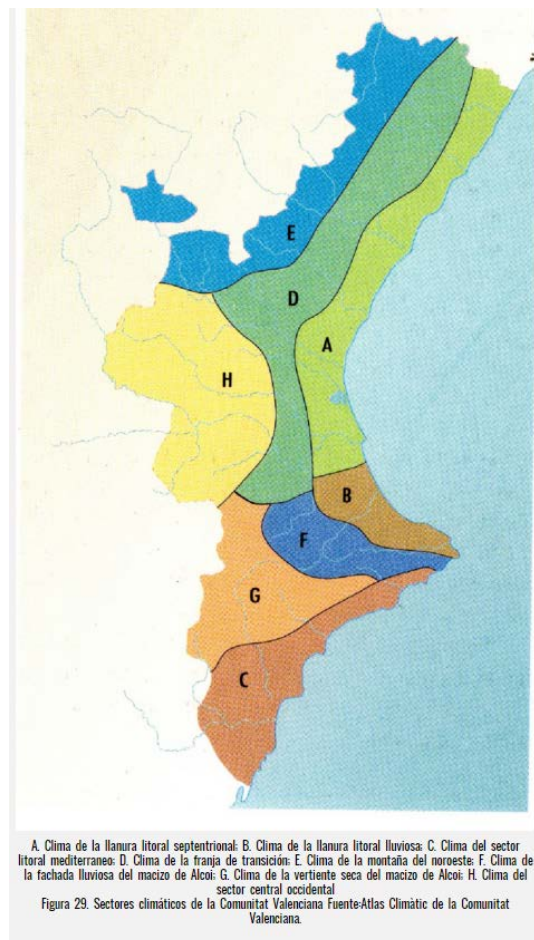 E
D
A
H
B
F
G
C
A. Clima de la llanura litoral septentrional; B. Clima de la llanura litoral lluviosa; C. Clima del sector
litoral mediterraneo; D. Clima de la franja de transición; E. Clima de la montaña del noroeste; F. Clima de
la fachada lluviosa del macizo de Alcoi; G. Clima de la vertiente seca del macizo de Alcoi; H. Clima del
sector central occidental
Figura 29. Sectores climáticos de la Comunitat Valenciana Fuente:Atlas Climàtic de la Comunitat
Valenciana.